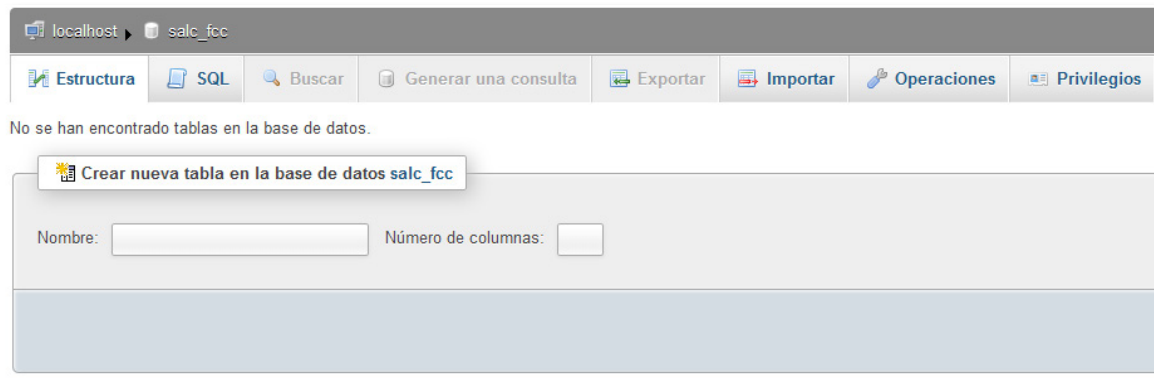 localhost salc_fcc
Estructura SQL Buscar Generar una consulta Exportar Importar Operaciones Privilegios
No se han encontrado tablas en la base de datos.
Crear nueva tabla en la base de datos salc_fcc
Nombre: Número de columnas: